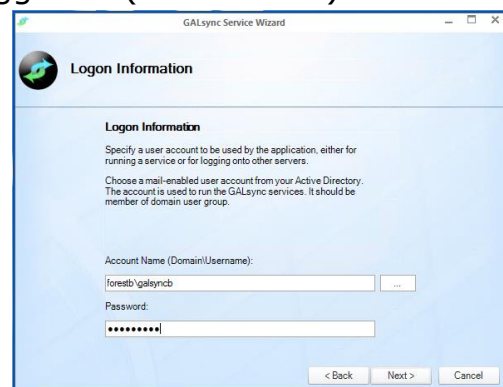 GALsync Service Wizard
Logon Information
Logon Information
Specify a user account to be used by the application, either for
running a service or for logging onto other servers.
Choose a mail-enabled user account from your Active Directory.
The account is used to run the GALsync services. It should be
member of domain user group.
Account Name (Domain\Username):
forestb\galsyncb
...
Password:
●●●●●●●●●
< Back Next > Cancel